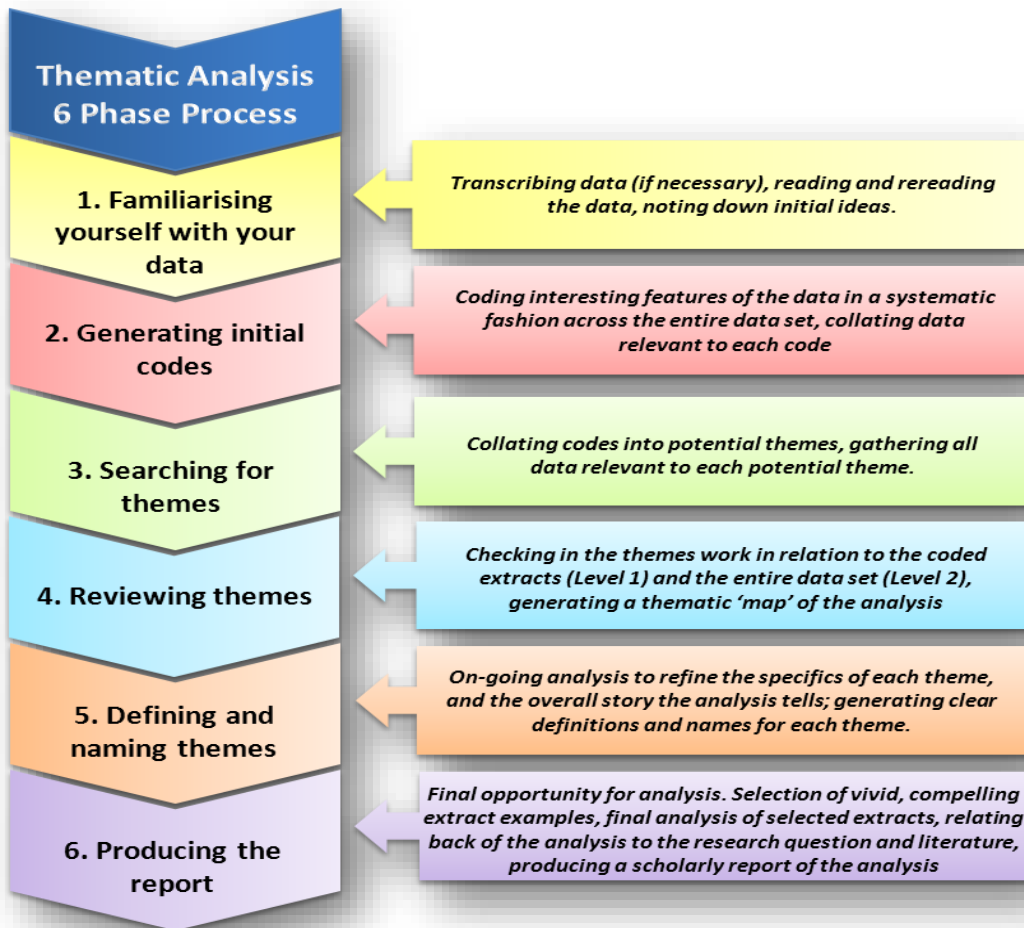 Thematic Analysis
6 Phase Process
1. Familiarising
yourself with your
data
Transcribing data (if necessary), reading and rereading
the data, noting down initial ideas.
2. Generating initial
codes
Coding interesting features of the data in a systematic
fashion across the entire data set, collating data
relevant to each code
3. Searching for
themes
Collating codes into potential themes, gathering all
data relevant to each potential theme.
4. Reviewing themes
Checking in the themes work in relation to the coded
extracts (Level 1) and the entire data set (Level 2),
generating a thematic ‘map’ of the analysis
5. Defining and
naming themes
On-going analysis to refine the specifics of each theme,
and the overall story the analysis tells; generating clear
definitions and names for each theme.
6. Producing the
report
Final opportunity for analysis. Selection of vivid, compelling
extract examples, final analysis of selected extracts, relating
back of the analysis to the research question and literature,
producing a scholarly report of the analysis